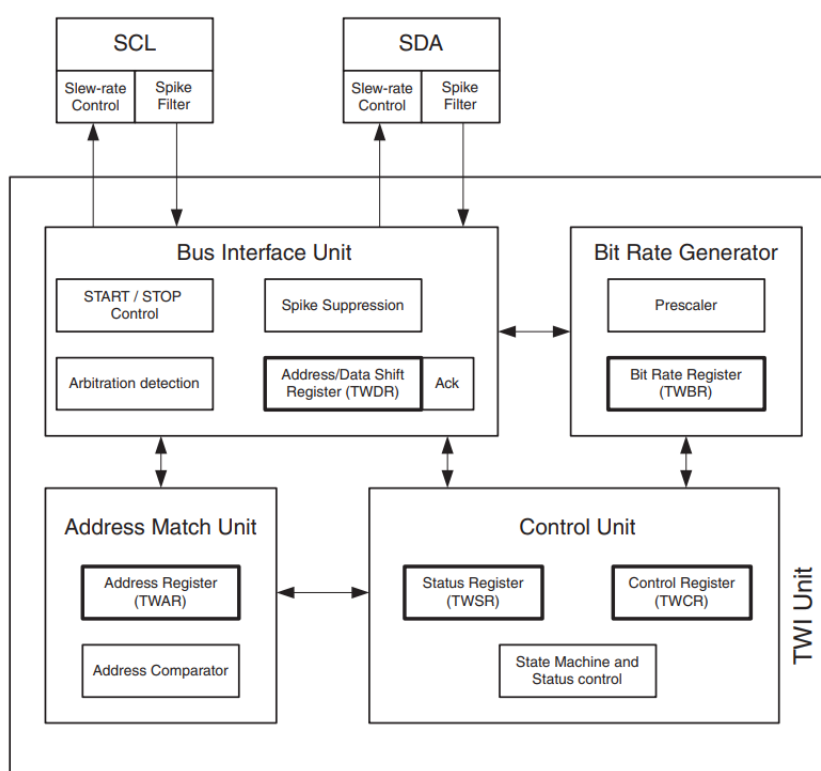 SCL
Slew-rate
Control
Spike
Filter
SDA
Slew-rate
Control
Spike
Filter
Bus Interface Unit
START / STOP
Control
Spike Suppression
Arbitration detection
Address/Data Shift
Register (TWDR)
Ack
Bit Rate Generator
Prescaler
Bit Rate Register
(TWBR)
Address Match Unit
Address Register
(TWAR)
Address Comparator
Control Unit
Status Register
(TWSR)
Control Register
(TWCR)
State Machine and
Status control
TWI Unit